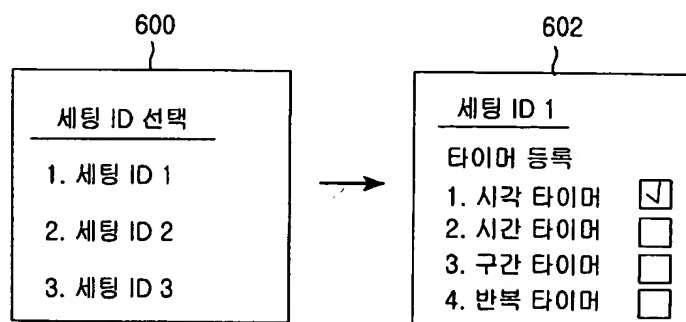 600
602
세팅 ID 선택
1. 세팅 ID 1
2. 세팅 ID 2
3. 세팅 ID 3
세팅 ID 1
타이머 등록
1. 시각 타이머
2. 시간 타이머
3. 구간 타이머
4. 반복 타이머